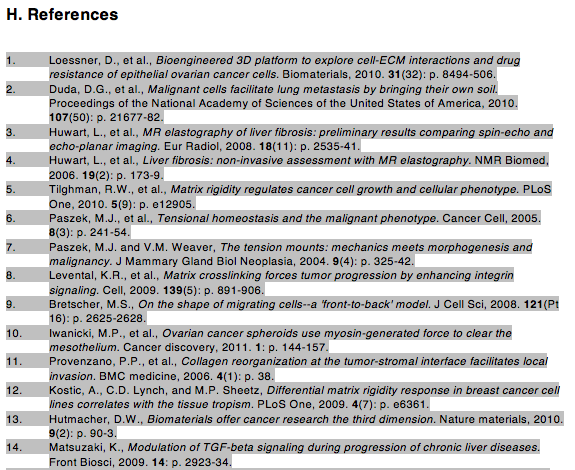 H. References
1. Loessner, D., et al., Bioengineered 3D platform to explore cell-ECM interactions and drug
resistance of epithelial ovarian cancer cells. Biomaterials, 2010. 31(32): p. 8494-506.
2. Duda, D.G., et al., Malignant cells facilitate lung metastasis by bringing their own soil.
Proceedings of the National Academy of Sciences of the United States of America, 2010.
107(50): p. 21677-82.
3. Huwart, L., et al., MR elastography of liver fibrosis: preliminary results comparing spin-echo and
echo-planar imaging. Eur Radiol, 2008. 18(11): p. 2535-41.
4. Huwart, L., et al., Liver fibrosis: non-invasive assessment with MR elastography. NMR Biomed,
2006. 19(2): p. 173-9.
5. Tilghman, R.W., et al., Matrix rigidity regulates cancer cell growth and cellular phenotype. PLoS
One, 2010. 5(9): p. e12905.
6. Paszek, M.J., et al., Tensional homeostasis and the malignant phenotype. Cancer Cell, 2005.
8(3): p. 241-54.
7. Paszek, M.J. and V.M. Weaver, The tension mounts: mechanics meets morphogenesis and
malignancy. J Mammary Gland Biol Neoplasia, 2004. 9(4): p. 325-42.
8. Levental, K.R., et al., Matrix crosslinking forces tumor progression by enhancing integrin
signaling. Cell, 2009. 139(5): p. 891-906.
9. Bretscher, M.S., On the shape of migrating cells--a 'front-to-back' model. J Cell Sci, 2008. 121(Pt
16): p. 2625-2628.
10. Iwanicki, M.P., et al., Ovarian cancer spheroids use myosin-generated force to clear the
mesothelium. Cancer discovery, 2011. 1: p. 144-157.
11. Provenzano, P.P., et al., Collagen reorganization at the tumor-stromal interface facilitates local
invasion. BMC medicine, 2006. 4(1): p. 38.
12. Kostic, A., C.D. Lynch, and M.P. Sheetz, Differential matrix rigidity response in breast cancer cell
lines correlates with the tissue tropism. PLoS One, 2009. 4(7): p. e6361.
13. Hutmacher, D.W., Biomaterials offer cancer research the third dimension. Nature materials, 2010.
9(2): p. 90-3.
14. Matsuzaki, K., Modulation of TGF-beta signaling during progression of chronic liver diseases.
Front Biosci, 2009. 14: p. 2923-34.